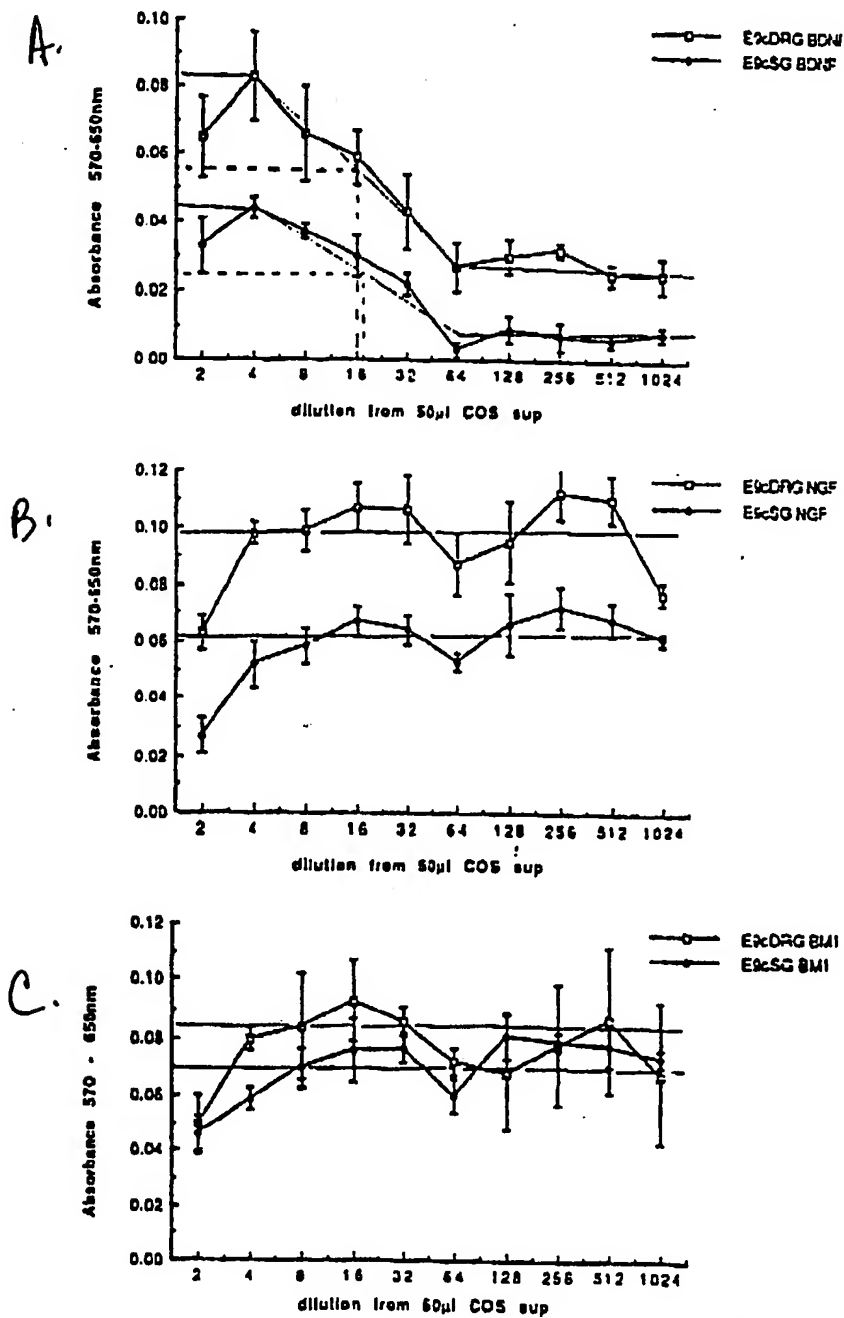 A.
0.10
0.08
0.06
0.04
0.02
0.00
Absorbance 570-650nm
E9cDRG BDNF
E9cSG BDNF
2 4 8 16 32 64 128 256 512 1024
dilution from 50µl COS sup
B.
0.12
0.10
0.08
0.06
0.04
0.02
0.00
Absorbance 570-650nm
E9cDRG NGF
E9cSG NGF
2 4 8 16 32 64 128 256 512 1024
dilution from 50µl COS sup
C.
0.12
0.10
0.08
0.06
0.04
0.02
0.00
Absorbance 570 - 650nm
E9cDRG BM1
E9cSG BM1
2 4 8 16 32 64 128 256 512 1024
dilution from 50µl COS sup